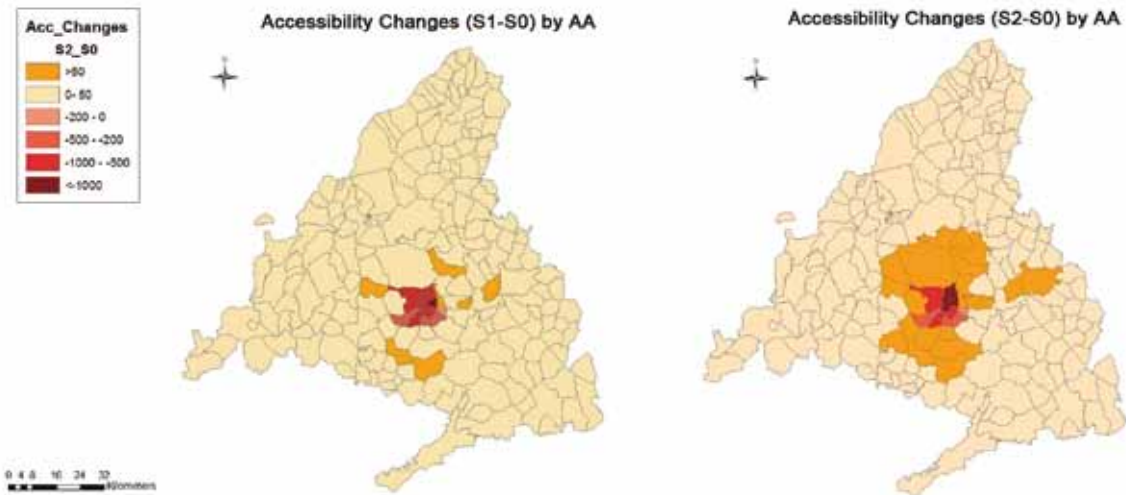 Accessibility Changes (S1-S0) by AA
Accessibility Changes (S2-S0) by AA
Acc_Changes
S2_S0
>50
0- 50
-200 - 0
-500 - -200
-1000 - -500
<-1000
0 4 8 16 24 32
Kilometers